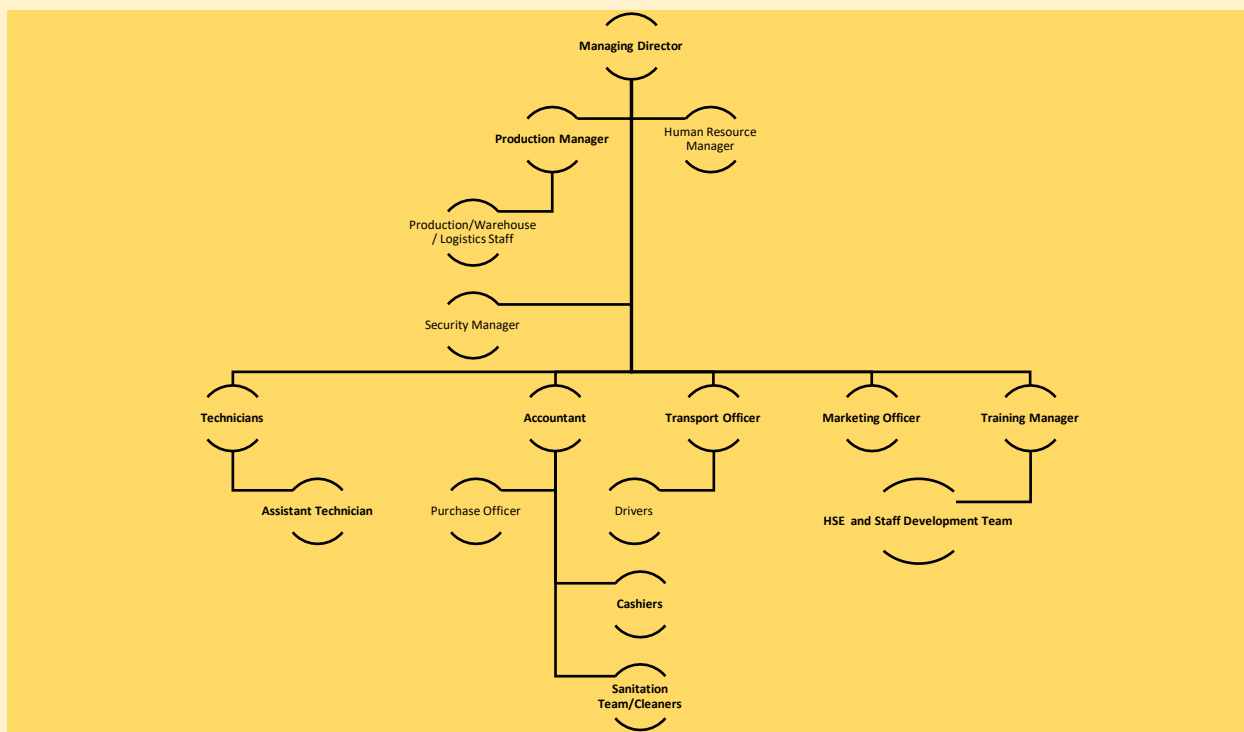 Managing Director
Production Manager
Human Resource
Manager
Production/Warehouse
/ Logistics Staff
Security Manager
Technicians
Accountant
Transport Officer
Marketing Officer
Training Manager
Assistant Technician
Purchase Officer
Drivers
HSE and Staff Development Team
Cashiers
Sanitation
Team/Cleaners